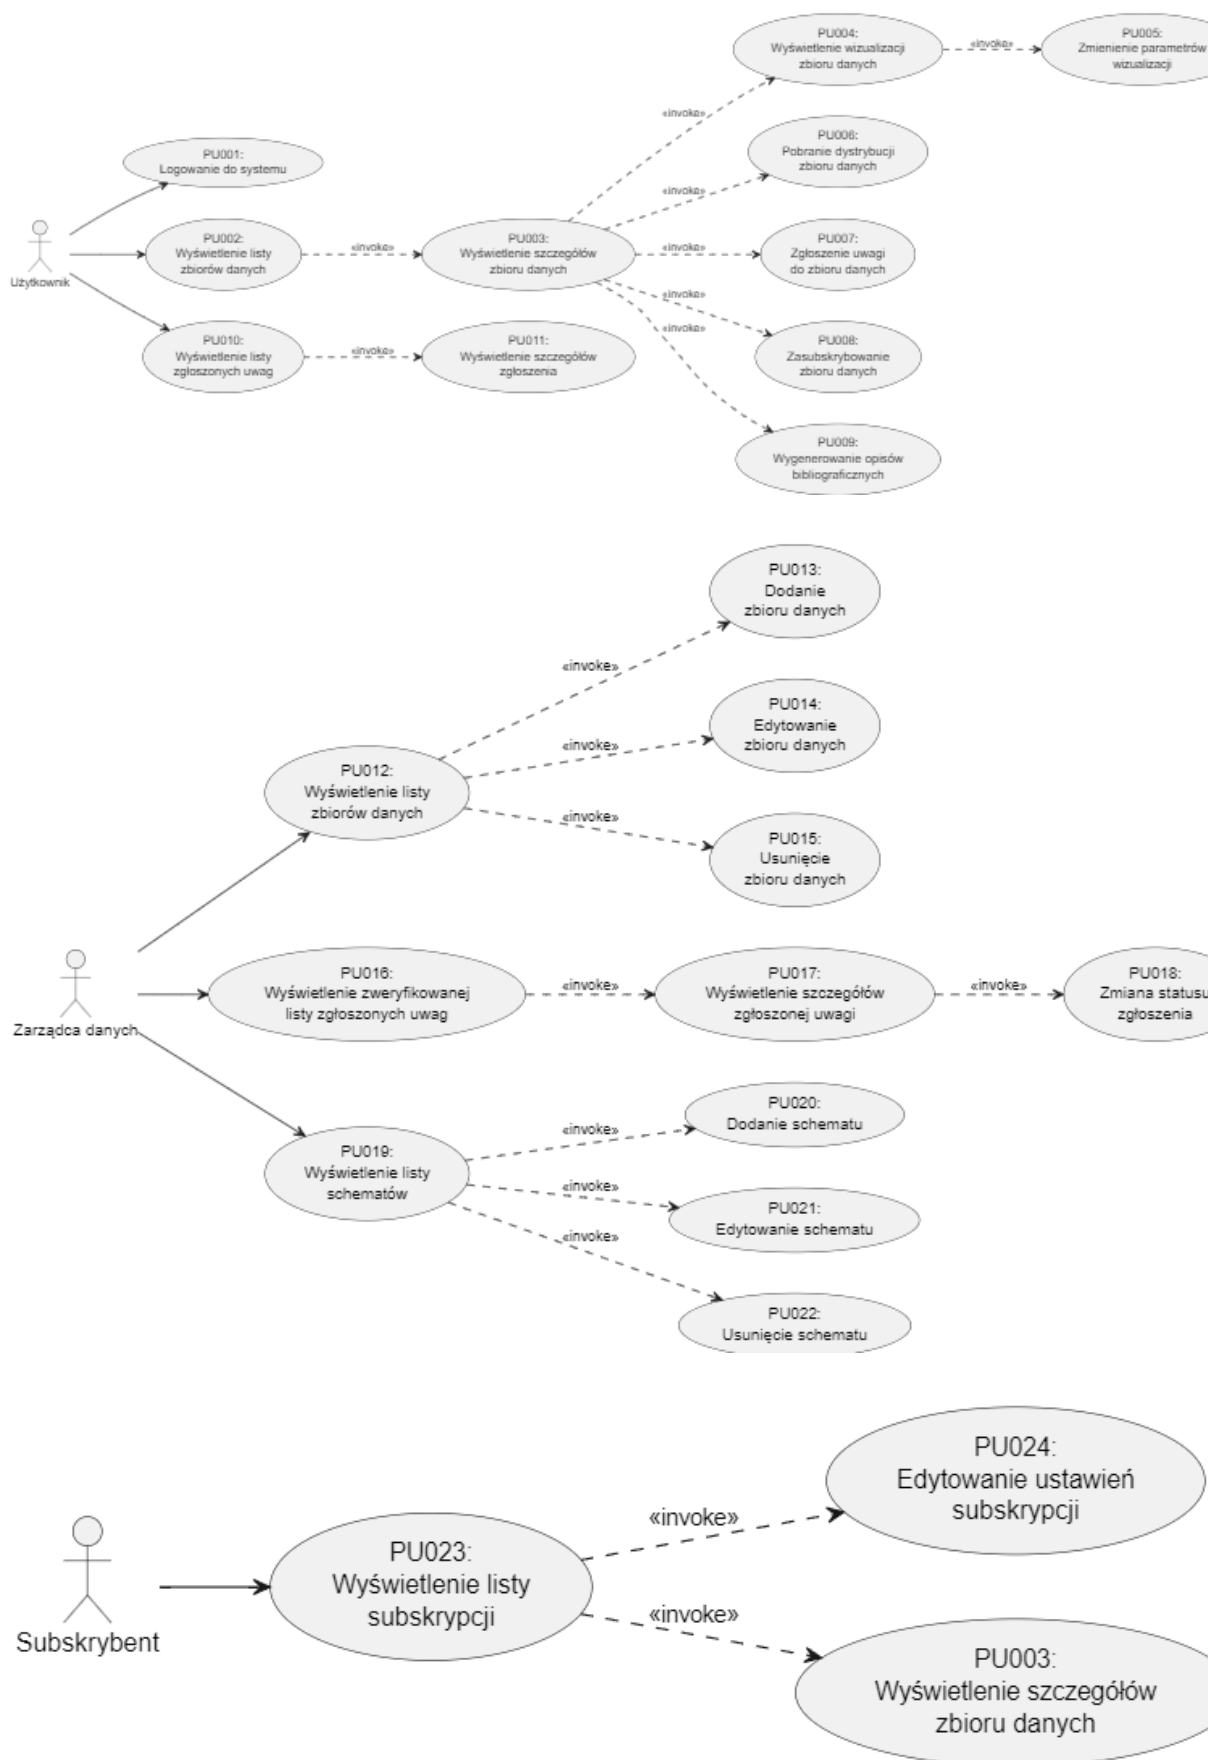 PU004:
Wyświetlenie wizualizacji
zbioru danych
«invoke»
PU005:
Zmienienie parametrów
wizualizacji
«invoke»
PU006:
Pobranie dystrybucji
zbioru danych
PU001:
Logowanie do systemu
«invoke»
Użytkownik
PU002:
Wyświetlenie listy
zbiorów danych
«invoke»
PU003:
Wyświetlenie szczegółów
zbioru danych
«invoke»
PU007:
Zgłoszenie uwagi
do zbioru danych
«invoke»
«invoke»
PU010:
Wyświetlenie listy
zgłoszonych uwag
«invoke»
PU011:
Wyświetlenie szczegółów
zgłoszenia
PU008:
Zasubskrybowanie
zbioru danych
PU009:
Wygenerowanie opisów
bibliograficznych
PU013:
Dodanie
zbioru danych
«invoke»
PU014:
Edytowanie
zbioru danych
«invoke»
PU012:
Wyświetlenie listy
zbiorów danych
«invoke»
PU015:
Usunięcie
zbioru danych
Zarządca danych
PU016:
Wyświetlenie zweryfikowanej
listy zgłoszonych uwag
«invoke»
PU017:
Wyświetlenie szczegółów
zgłoszonej uwagi
«invoke»
PU018:
Zmiana statusu
zgłoszenia
PU020:
Dodanie schematu
«invoke»
PU019:
Wyświetlenie listy
schematów
«invoke»
PU021:
Edytowanie schematu
«invoke»
PU022:
Usunięcie schematu
PU024:
Edytowanie ustawień
subskrypcji
«invoke»
Subskrybent
PU023:
Wyświetlenie listy
subskrypcji
«invoke»
PU003:
Wyświetlenie szczegółów
zbioru danych